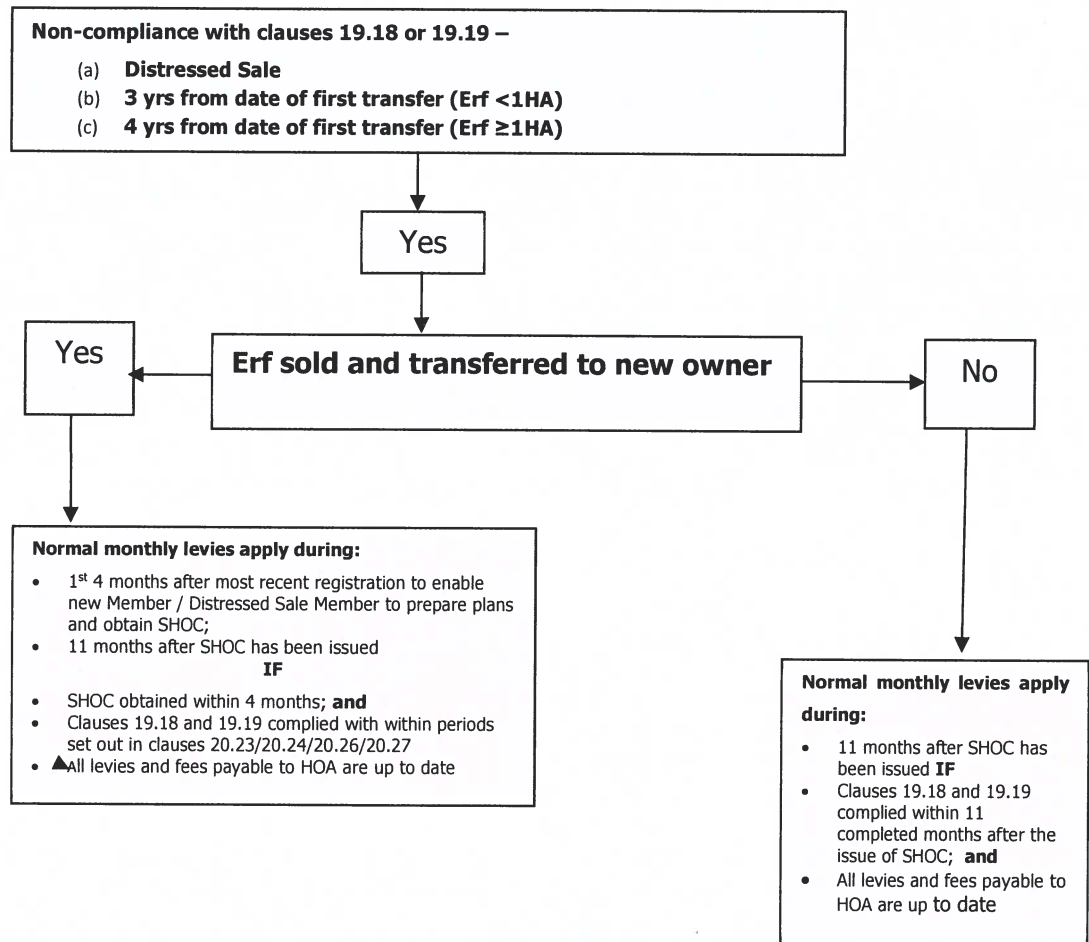 Non-compliance with clauses 19.18 or 19.19 –
(a) Distressed Sale
(b) 3 yrs from date of first transfer (Erf <1HA)
(c) 4 yrs from date of first transfer (Erf ≥1HA)
Yes
Yes
Erf sold and transferred to new owner
No
Normal monthly levies apply during:
• 1st 4 months after most recent registration to enable
new Member / Distressed Sale Member to prepare plans
and obtain SHOC;
• 11 months after SHOC has been issued
IF
• SHOC obtained within 4 months; and
• Clauses 19.18 and 19.19 complied with within periods
set out in clauses 20.23/20.24/20.26/20.27
• All levies and fees payable to HOA are up to date
Normal monthly levies apply
during:
• 11 months after SHOC has
been issued IF
• Clauses 19.18 and 19.19
complied within 11
completed months after the
issue of SHOC; and
• All levies and fees payable to
HOA are up to date